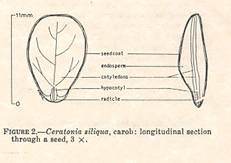 11mm
seedcoat
endosperm
cotyledons
hypocotyl
radicle
0
FIGURE 2.—Ceratonia siliqua, carob: longitudinal section
through a seed, 3 ×.